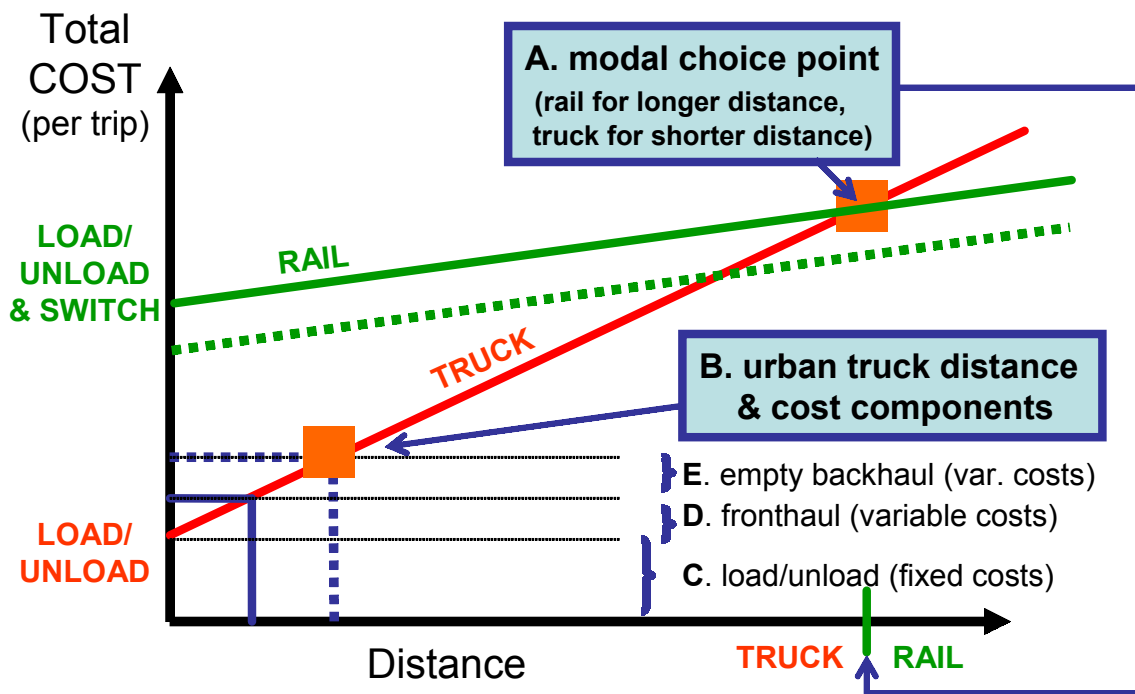 Total
COST
(per trip)
A. modal choice point
(rail for longer distance,
truck for shorter distance)
LOAD/
UNLOAD
& SWITCH
RAIL
TRUCK
B. urban truck distance
& cost components
E. empty backhaul (var. costs)
D. fronthaul (variable costs)
LOAD/
UNLOAD
C. load/unload (fixed costs)
Distance
TRUCK
RAIL